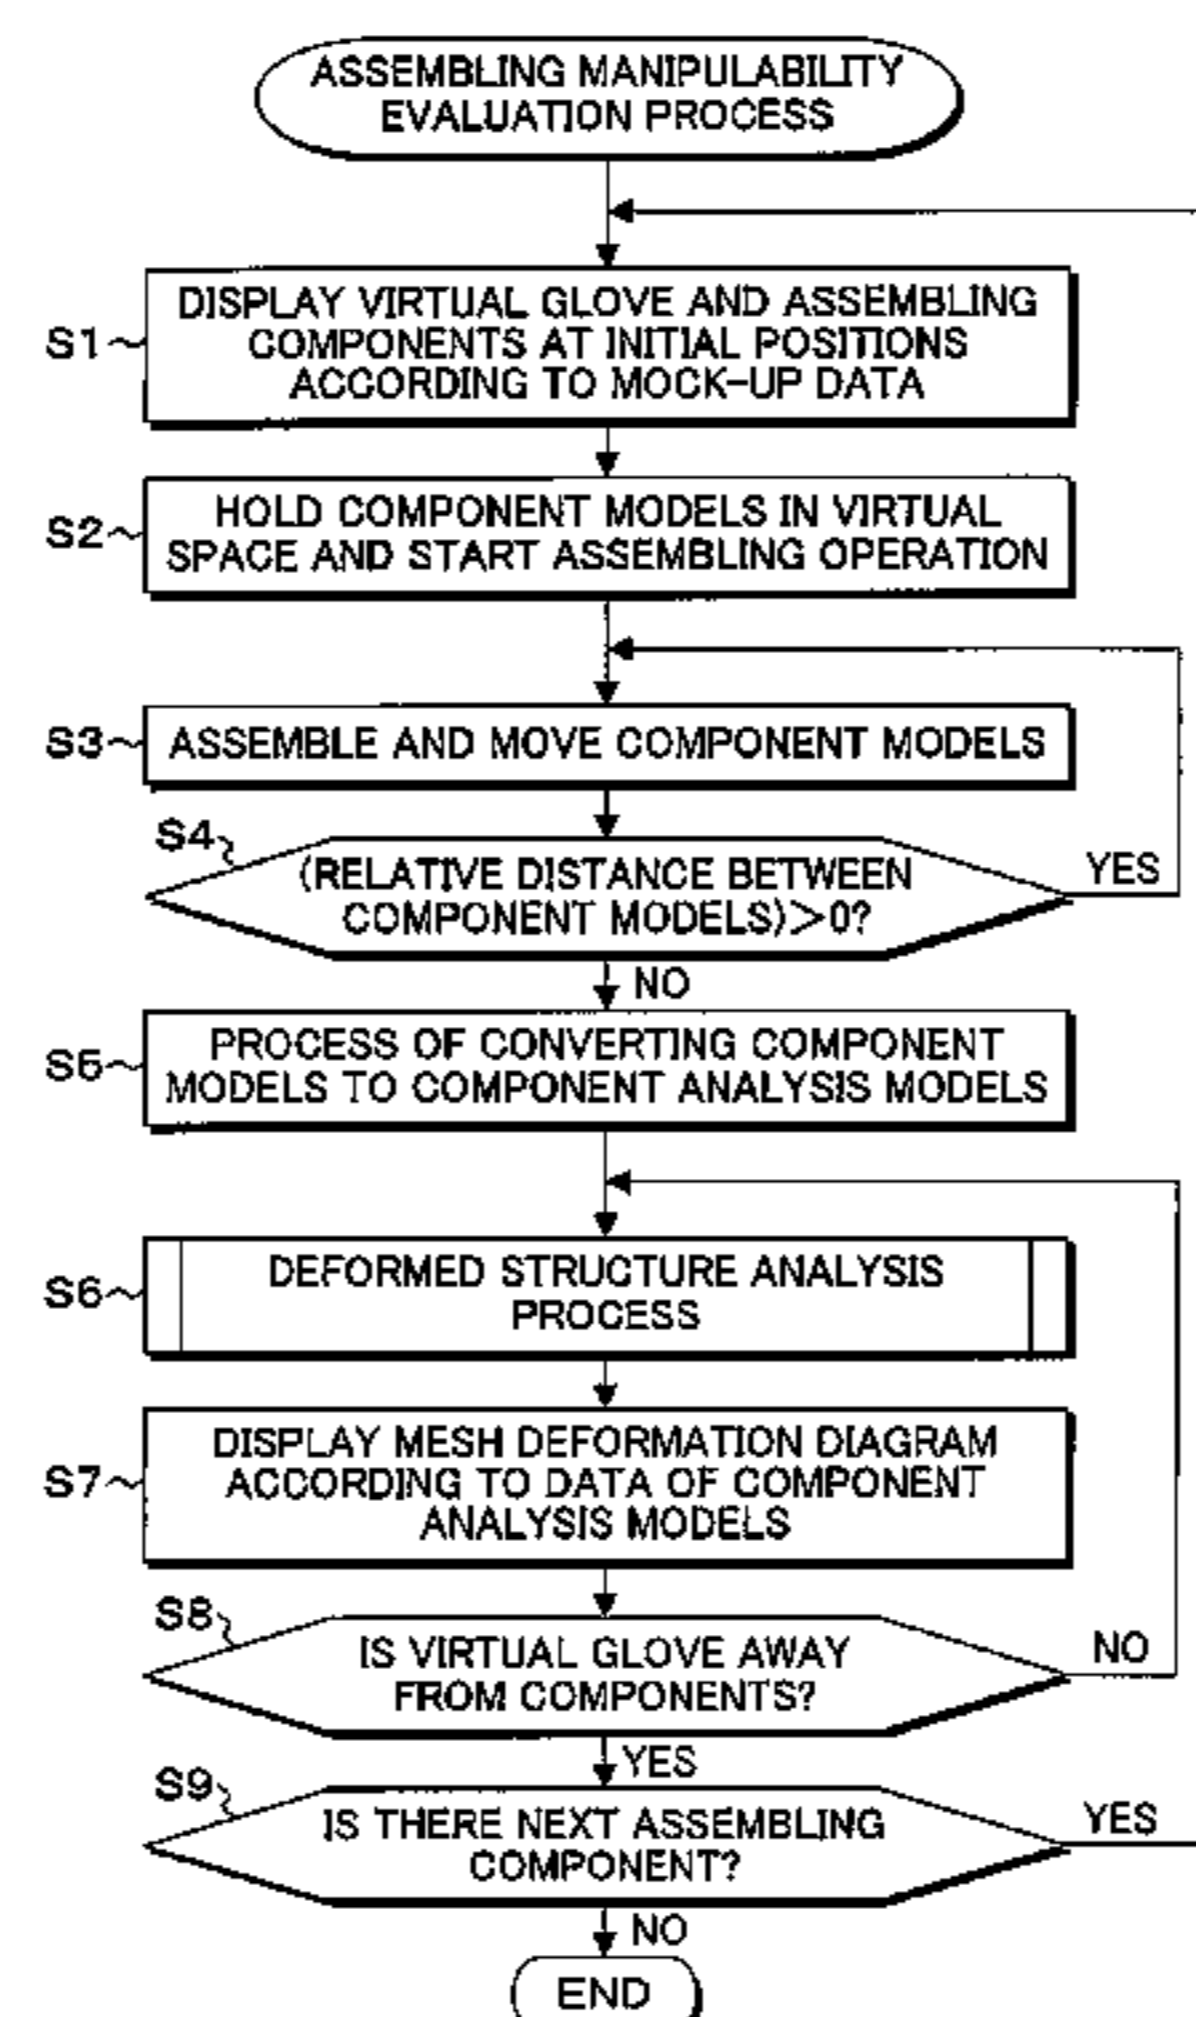 ASSEMBLING MANIPULABILITY
EVALUATION PROCESS
S1
DISPLAY VIRTUAL GLOVE AND ASSEMBLING
COMPONENTS AT INITIAL POSITIONS
ACCORDING TO MOCK-UP DATA
S2
HOLD COMPONENT MODELS IN VIRTUAL
SPACE AND START ASSEMBLING OPERATION
S3
ASSEMBLE AND MOVE COMPONENT MODELS
S4
(RELATIVE DISTANCE BETWEEN
COMPONENT MODELS)>0?
YES
NO
S5
PROCESS OF CONVERTING COMPONENT
MODELS TO COMPONENT ANALYSIS MODELS
S6
DEFORMED STRUCTURE ANALYSIS
PROCESS
S7
DISPLAY MESH DEFORMATION DIAGRAM
ACCORDING TO DATA OF COMPONENT
ANALYSIS MODELS
S8
IS VIRTUAL GLOVE AWAY
FROM COMPONENTS?
NO
YES
S9
IS THERE NEXT ASSEMBLING
COMPONENT?
YES
NO
END